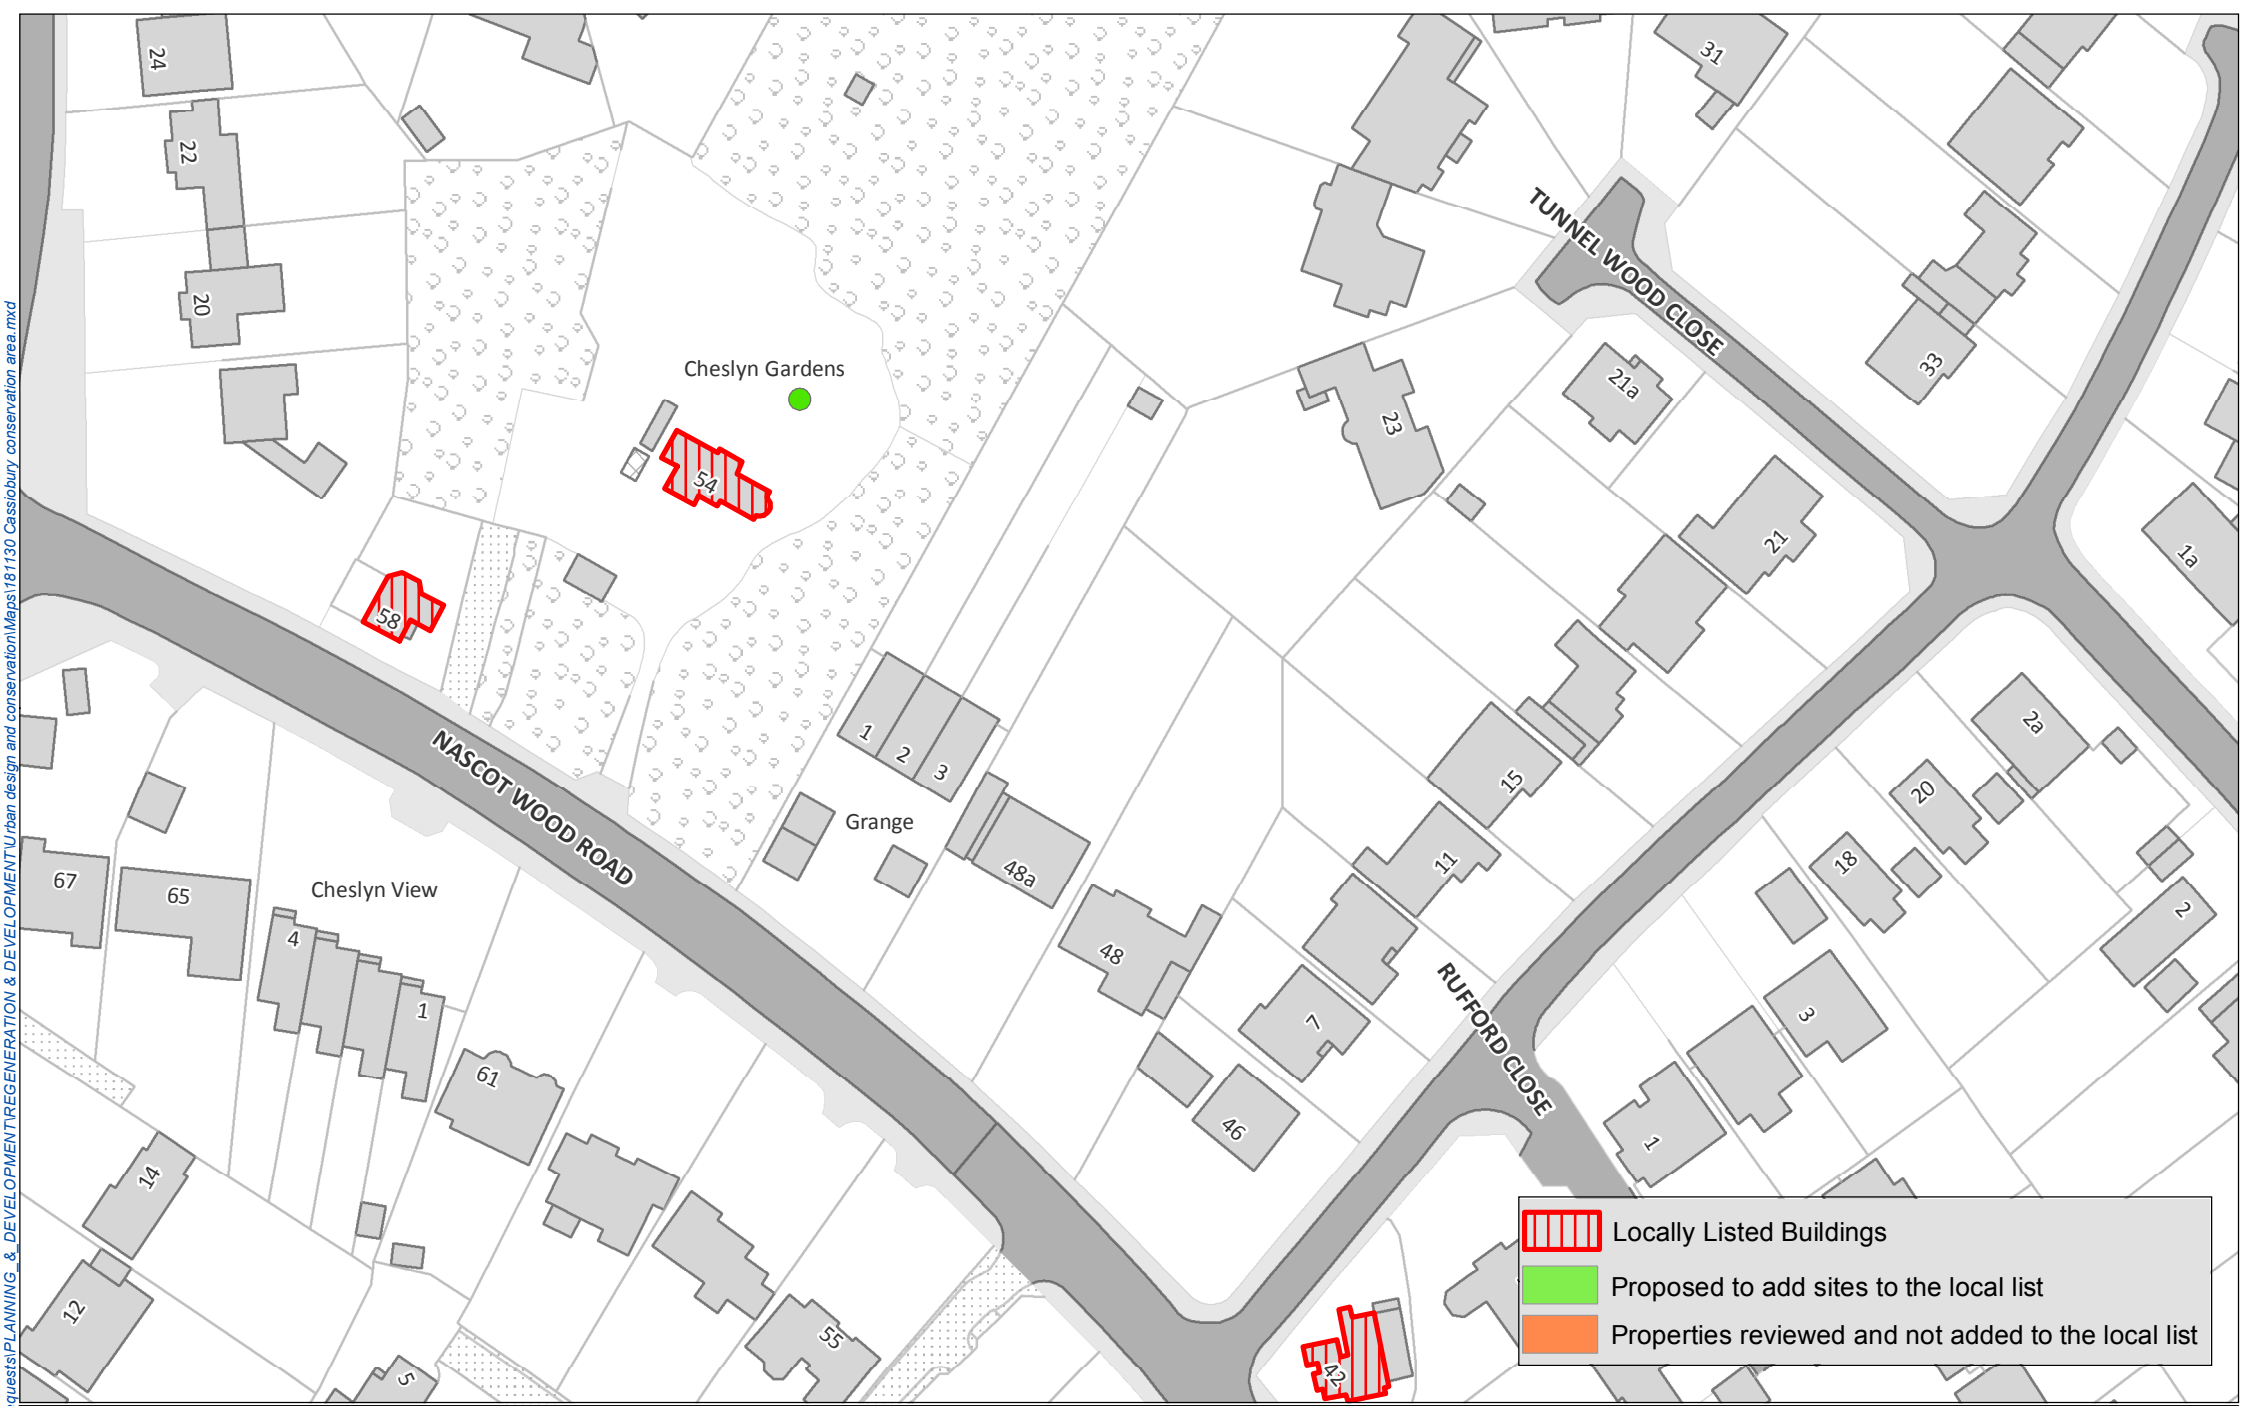 quests\PLANNING_&_DEVELOPMENT\REGENERATION & DEVELOPMENT\Urban design and conservation\Maps\181130 Cassiobury conservation area.mxd
24
22
20
31
TUNNEL WOOD CLOSE
33
21a
23
21
1a
Cheslyn Gardens
54
58
NASCOT WOOD ROAD
1
2
3
Grange
48a
48
15
11
7
46
RUFFORD CLOSE
2a
20
18
2
3
1
67
65
Cheslyn View
4
1
61
14
12
5
55
42
Locally Listed Buildings
Proposed to add sites to the local list
Properties reviewed and not added to the local list